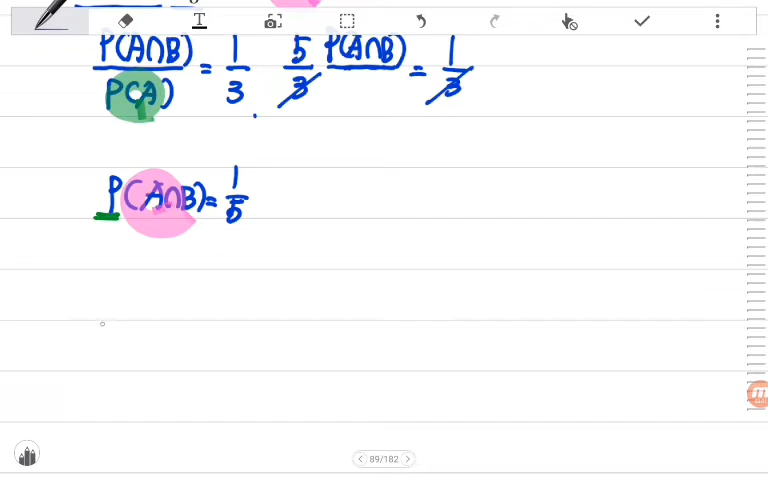 P(A∩B)/P(A) = 1/3 5/3 P(A∩B) = 1/3
P(A∩B) = 1/5
89/182